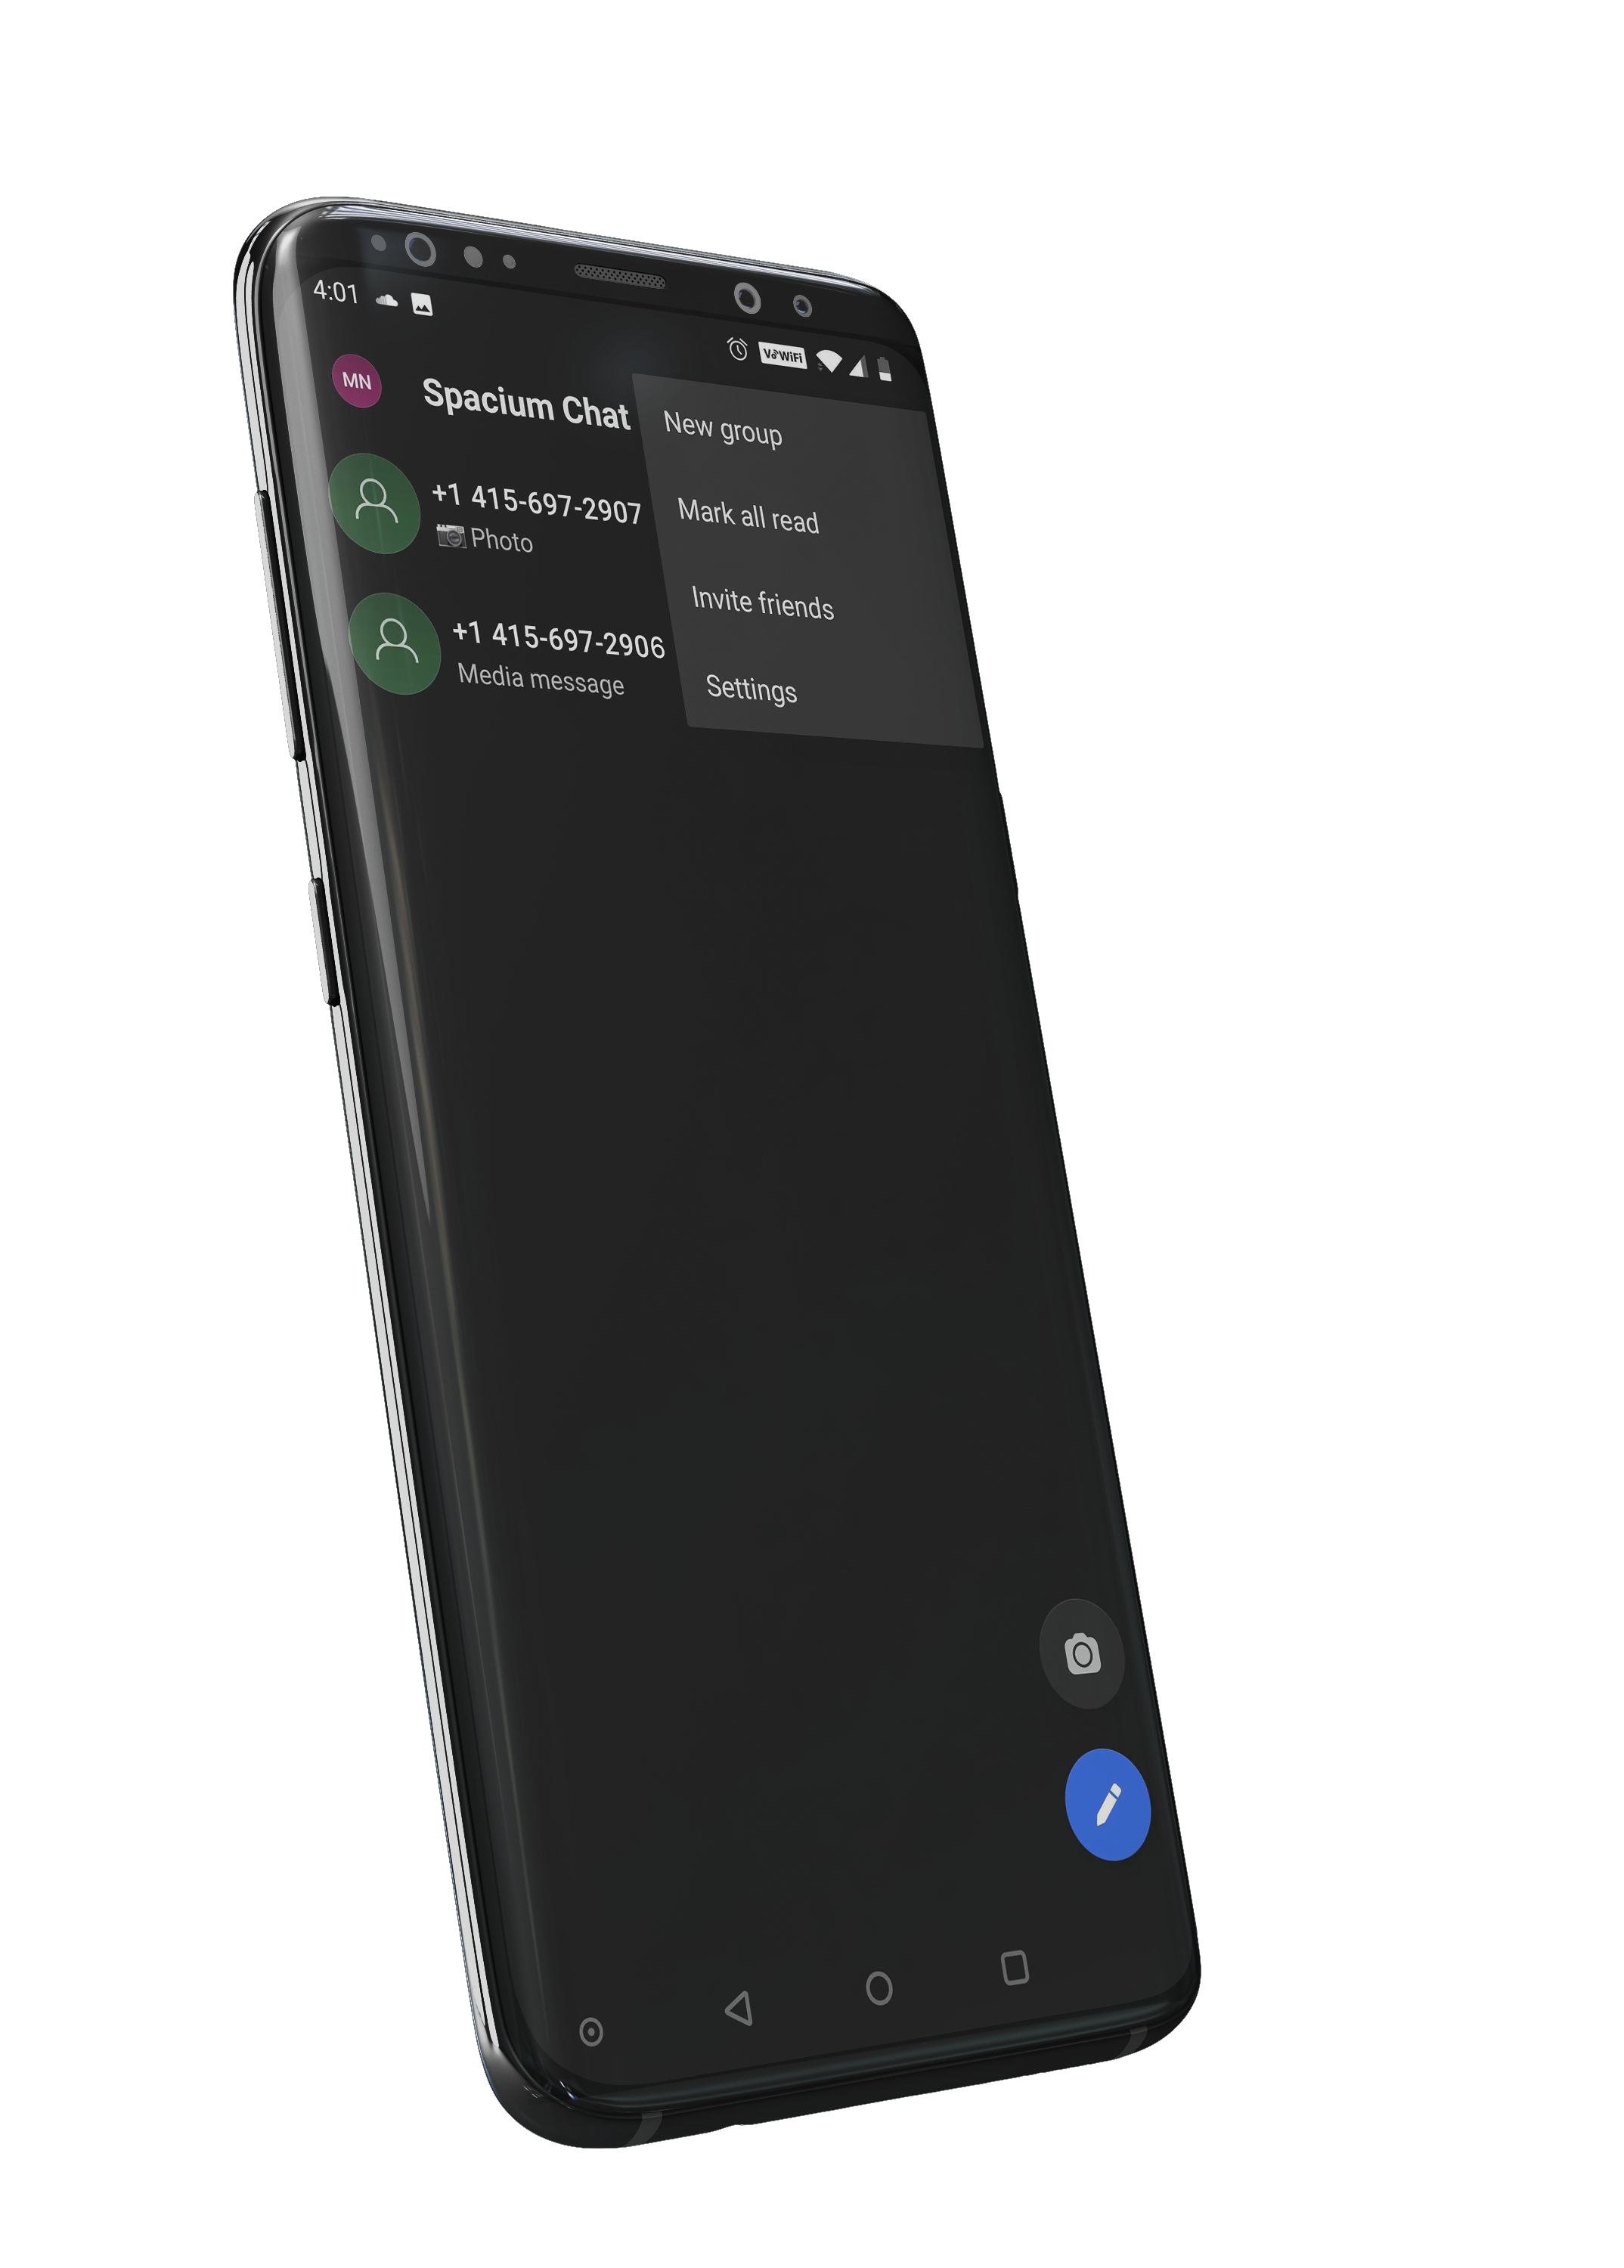 4:01
VoWiFi
MN
Spacium Chat
New group
+1 415-697-2907
Photo
Mark all read
Invite friends
+1 415-697-2906
Media message
Settings